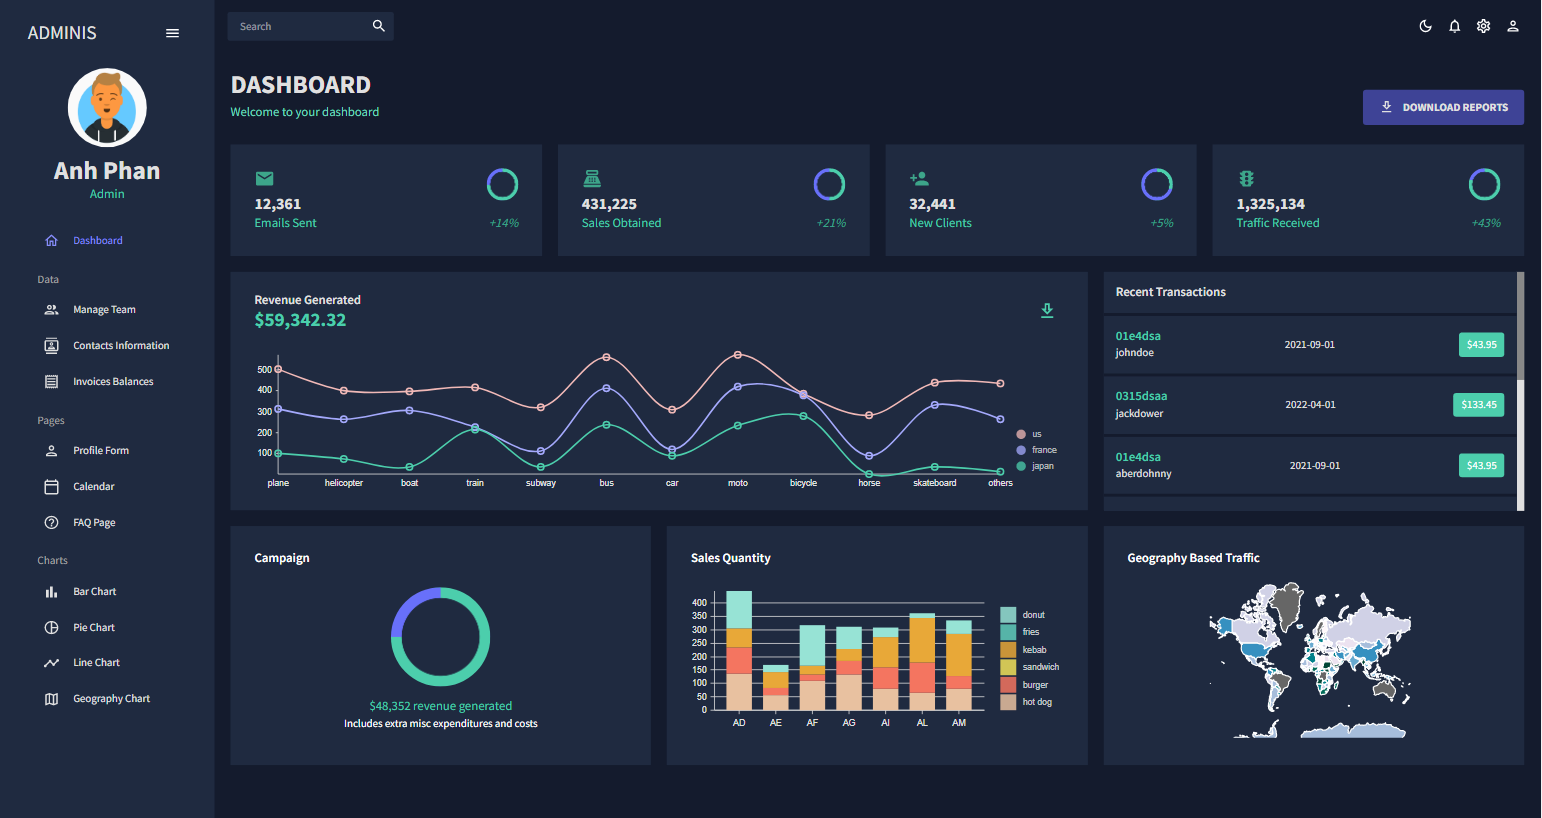 ADMINIS
Search
Anh Phan
Admin
Dashboard
Data
Manage Team
Contacts Information
Invoices Balances
Pages
Profile Form
Calendar
FAQ Page
Charts
Bar Chart
Pie Chart
Line Chart
Geography Chart
DASHBOARD
Welcome to your dashboard
DOWNLOAD REPORTS
12,361
Emails Sent
+14%
431,225
Sales Obtained
+21%
32,441
New Clients
+5%
1,325,134
Traffic Received
+43%
Revenue Generated
$59,342.32
500
400
300
200
100
plane helicopter boat train subway bus car moto bicycle horse skateboard others
us
france
japan
Recent Transactions
01e4dsa
johndoe
2021-09-01
$43.95
0315dsaa
jackdower
2022-04-01
$133.45
01e4dsa
aberdohnny
2021-09-01
$43.95
Campaign
$48,352 revenue generated
Includes extra misc expenditures and costs
Sales Quantity
400
350
300
250
200
150
100
50
0
AD AE AF AG AI AL AM
donut
fries
kebab
sandwich
burger
hot dog
Geography Based Traffic